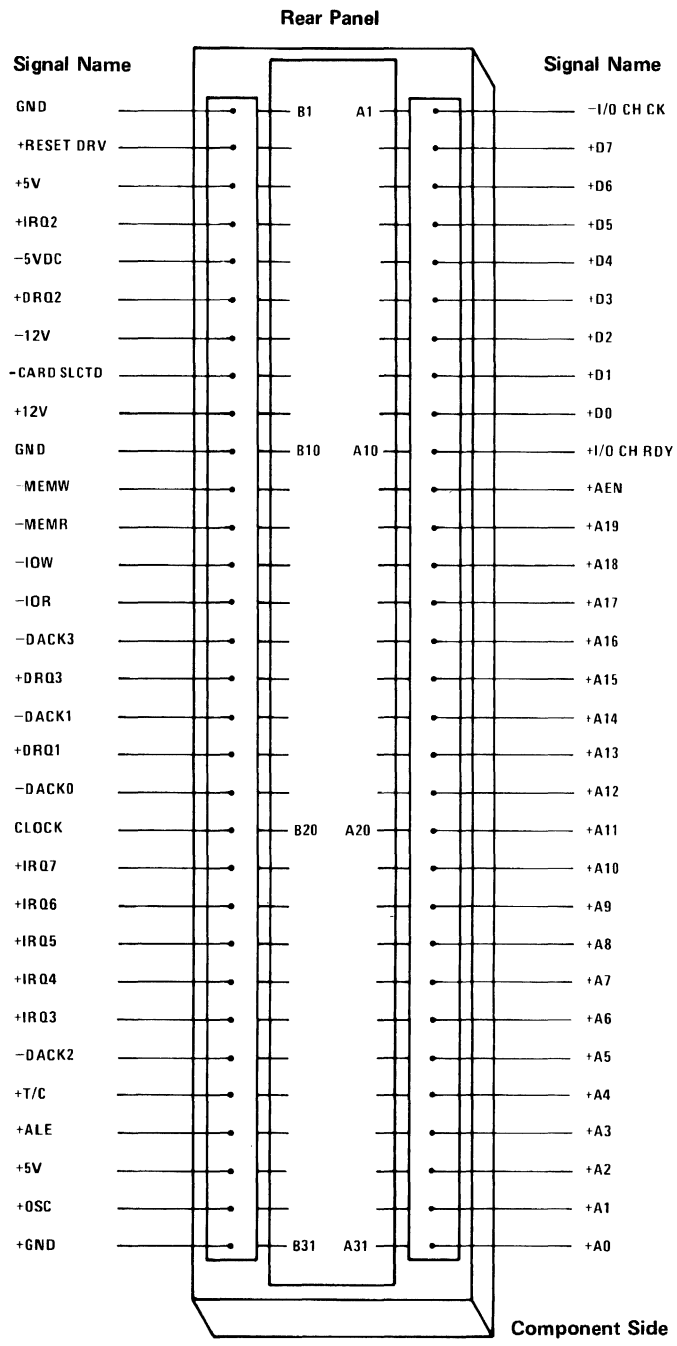 Rear Panel
Signal Name Signal Name
GND B1 A1 −I/O CH CK
+RESET DRV +D7
+5V +D6
+IRQ2 +D5
−5VDC +D4
+DRQ2 +D3
−12V +D2
-CARD SLCTD +D1
+12V +D0
GND B10 A10 +I/O CH RDY
−MEMW +AEN
−MEMR +A19
−IOW +A18
−IOR +A17
−DACK3 +A16
+DRQ3 +A15
−DACK1 +A14
+DRQ1 +A13
−DACK0 +A12
CLOCK B20 A20 +A11
+IRQ7 +A10
+IRQ6 +A9
+IRQ5 +A8
+IRQ4 +A7
+IRQ3 +A6
−DACK2 +A5
+T/C +A4
+ALE +A3
+5V +A2
+OSC +A1
+GND B31 A31 +A0
Component Side